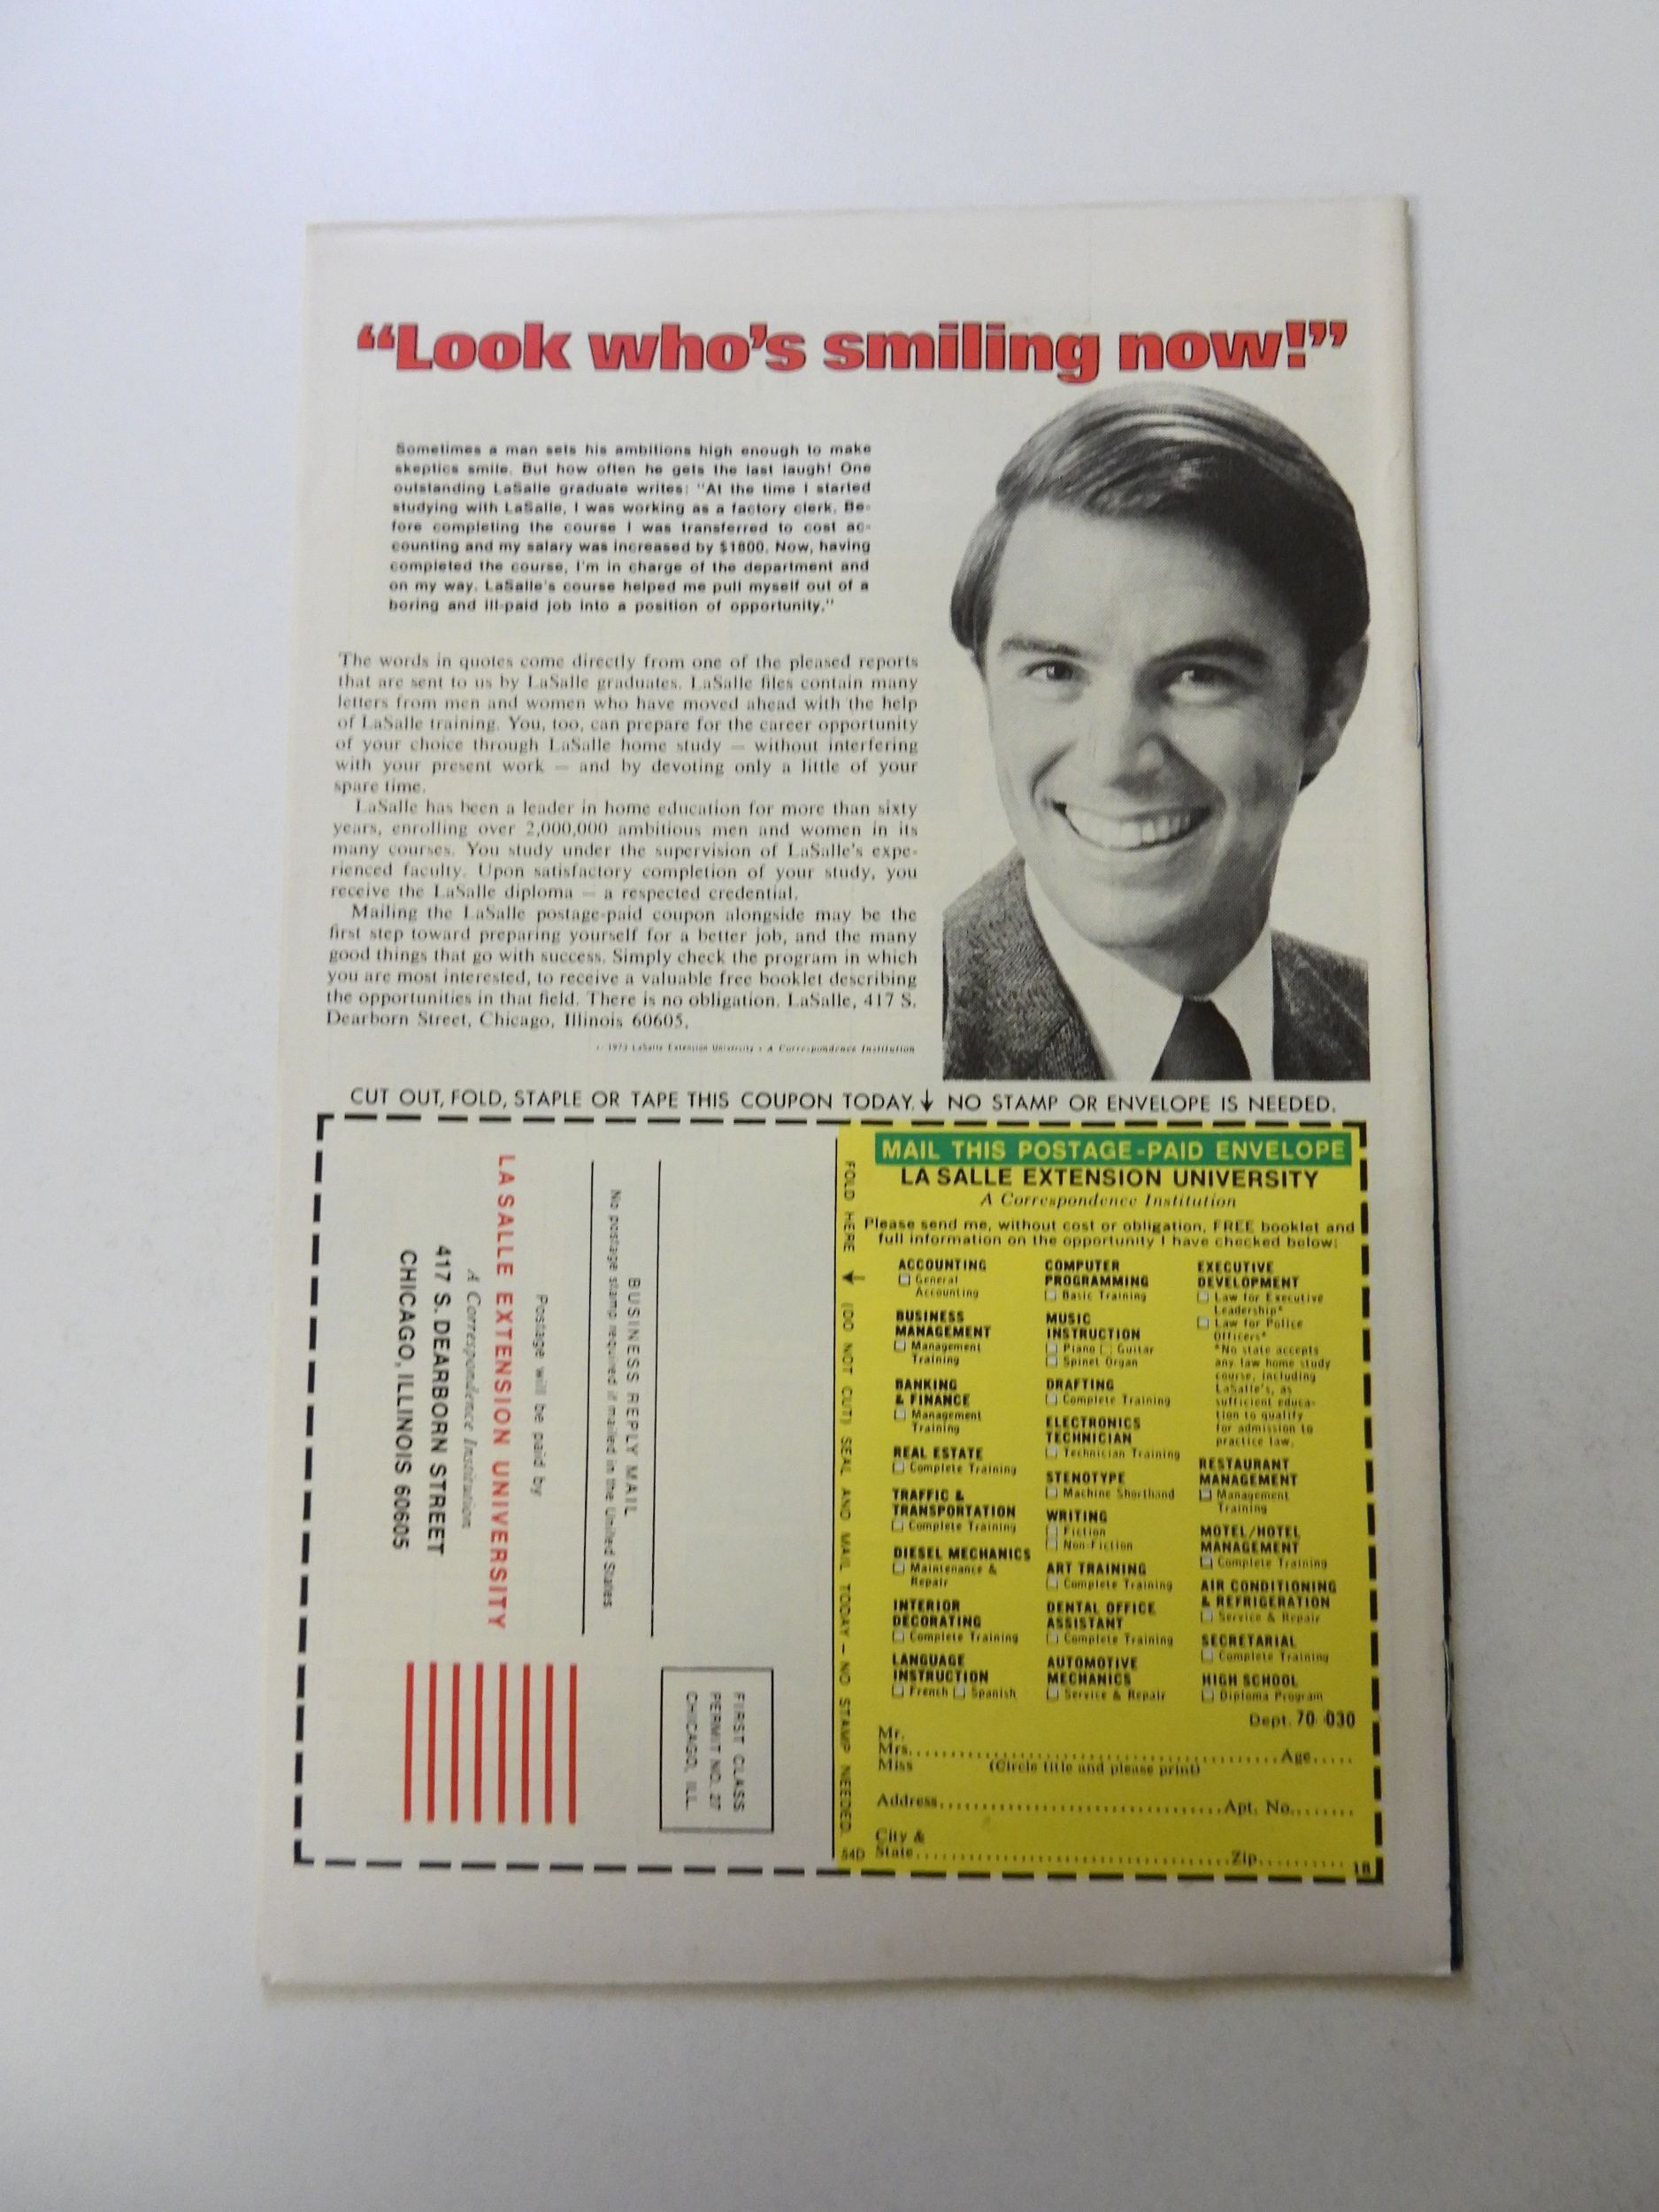 “Look who’s smiling now!”
Sometimes a man sets his ambitions high enough to make
skeptics smile. But how often he gets the last laugh! One
outstanding LaSalle graduate writes: "At the time I started
studying with LaSalle, I was working as a factory clerk. Be-
fore completing the course I was transferred to cost ac-
counting and my salary was increased by $1800. Now, having
completed the course, I'm in charge of the department and
on my way. LaSalle's course helped me pull myself out of a
boring and ill-paid job into a position of opportunity."
The words in quotes come directly from one of the pleased reports
that are sent to us by LaSalle graduates. LaSalle files contain many
letters from men and women who have moved ahead with the help
of LaSalle training. You, too, can prepare for the career opportunity
of your choice through LaSalle home study — without interfering
with your present work — and by devoting only a little of your
spare time.
LaSalle has been a leader in home education for more than sixty
years, enrolling over 2,000,000 ambitious men and women in its
many courses. You study under the supervision of LaSalle's expe-
rienced faculty. Upon satisfactory completion of your study, you
receive the LaSalle diploma — a respected credential.
Mailing the LaSalle postage-paid coupon alongside may be the
first step toward preparing yourself for a better job, and the many
good things that go with success. Simply check the program in which
you are most interested, to receive a valuable free booklet describing
the opportunities in that field. There is no obligation. LaSalle, 417 S.
Dearborn Street, Chicago, Illinois 60605.
© 1973 LaSalle Extension University • A Correspondence Institution
CUT OUT, FOLD, STAPLE OR TAPE THIS COUPON TODAY. ↓ NO STAMP OR ENVELOPE IS NEEDED.
FIRST CLASS
PERMIT NO. 27
CHICAGO, ILL.
BUSINESS REPLY MAIL
No postage stamp required if mailed in the United States
Postage will be paid by
LA SALLE EXTENSION UNIVERSITY
A Correspondence Institution
417 S. DEARBORN STREET
CHICAGO, ILLINOIS 60605
FOLD HERE (DO NOT CUT) SEAL AND MAIL TODAY — NO STAMP NEEDED.
54D
MAIL THIS POSTAGE-PAID ENVELOPE
LA SALLE EXTENSION UNIVERSITY
A Correspondence Institution
Please send me, without cost or obligation, FREE booklet and
full information on the opportunity I have checked below:
ACCOUNTING
General
Accounting
BUSINESS
MANAGEMENT
Management
Training
BANKING
& FINANCE
Management
Training
REAL ESTATE
Complete Training
TRAFFIC &
TRANSPORTATION
Complete Training
DIESEL MECHANICS
Maintenance &
Repair
INTERIOR
DECORATING
Complete Training
LANGUAGE
INSTRUCTION
French Spanish
COMPUTER
PROGRAMMING
Basic Training
MUSIC
INSTRUCTION
Piano Guitar
Spinet Organ
DRAFTING
Complete Training
ELECTRONICS
TECHNICIAN
Technician Training
STENOTYPE
Machine Shorthand
WRITING
Fiction
Non-Fiction
ART TRAINING
Complete Training
DENTAL OFFICE
ASSISTANT
Complete Training
AUTOMOTIVE
MECHANICS
Service & Repair
EXECUTIVE
DEVELOPMENT
Law for Executive
Leadership*
Law for Police
Officers*
*No state accepts
any law home study
course, including
LaSalle's, as
sufficient educa-
tion to qualify
for admission to
practice law.
RESTAURANT
MANAGEMENT
Management
Training
MOTEL/HOTEL
MANAGEMENT
Complete Training
AIR CONDITIONING
& REFRIGERATION
Service & Repair
SECRETARIAL
Complete Training
HIGH SCHOOL
Diploma Program
Dept. 70-030
Mr.
Mrs. Age
Miss (Circle title and please print)
Address Apt. No.
City &
State Zip
18